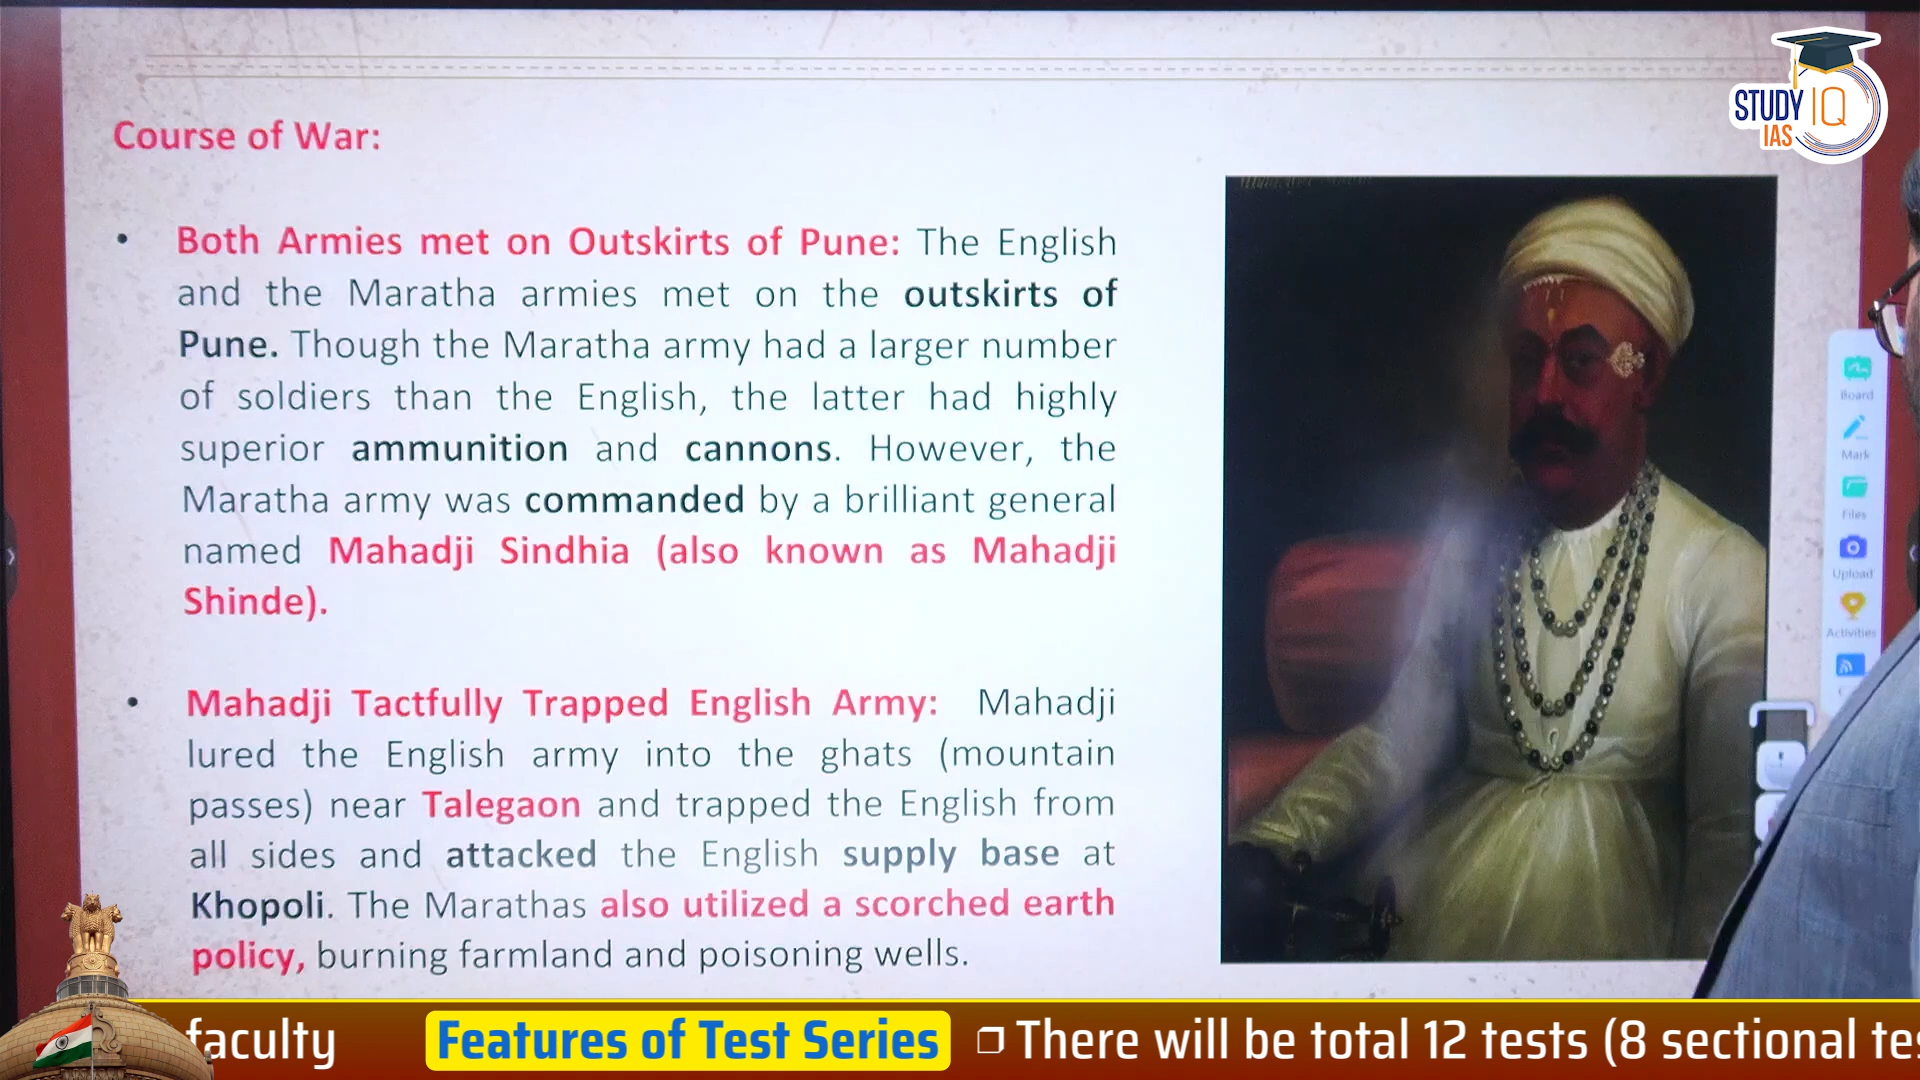 STUDY IQ
IAS
Course of War:
• Both Armies met on Outskirts of Pune: The English
and the Maratha armies met on the outskirts of
Pune. Though the Maratha army had a larger number
of soldiers than the English, the latter had highly
superior ammunition and cannons. However, the
Maratha army was commanded by a brilliant general
named Mahadji Sindhia (also known as Mahadji
Shinde).
• Mahadji Tactfully Trapped English Army: Mahadji
lured the English army into the ghats (mountain
passes) near Talegaon and trapped the English from
all sides and attacked the English supply base at
Khopoli. The Marathas also utilized a scorched earth
policy, burning farmland and poisoning wells.
Board
Mark
Files
Upload
Activities
faculty Features of Test Series ❐ There will be total 12 tests (8 sectional tes